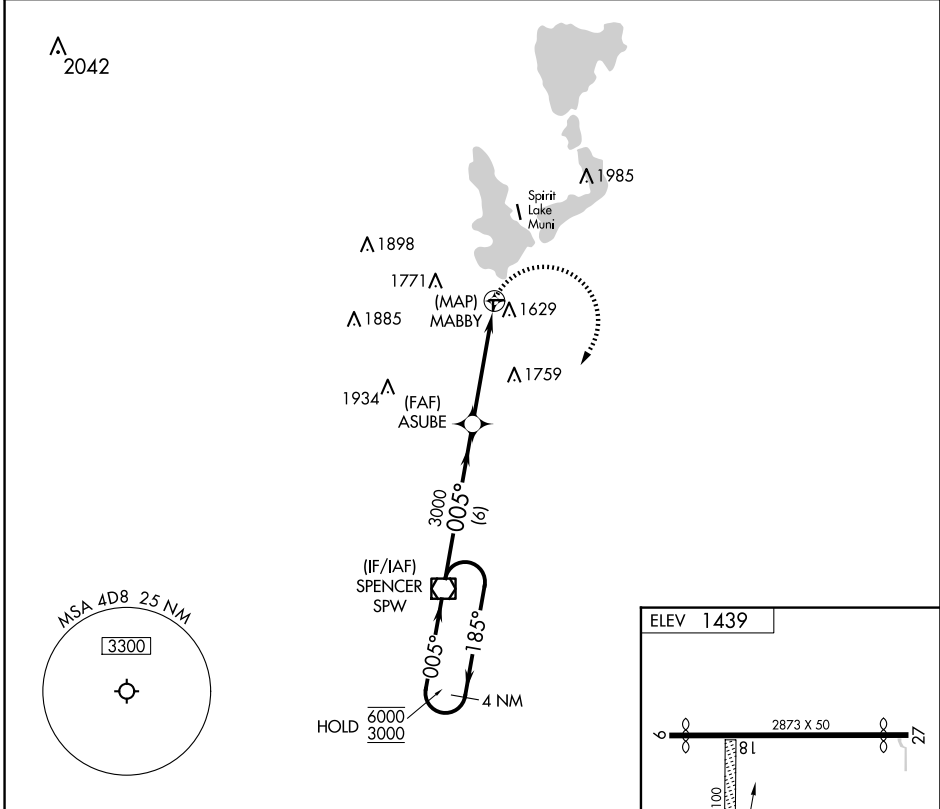 2042
1985
Spirit
Lake
Muni
1898
1771
(MAP)
MABBY
1629
1885
1759
1934
(FAF)
ASUBE
3000
005°
(6)
(IF/IAF)
SPENCER
SPW
005°
185°
4 NM
HOLD 6000
3000
MSA 4D8 25 NM
3300
ELEV 1439
9
2873 X 50
27
18
100